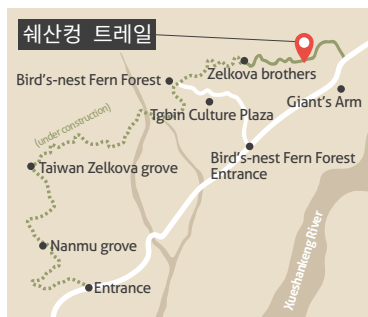 쉐산컹 트레일
Zelkova brothers
Bird's-nest Fern Forest
Giant's Arm
Tgbin Culture Plaza
(under construction)
Bird's-nest Fern Forest
Entrance
Taiwan Zelkova grove
Xueshankeng River
Nanmu grove
Entrance